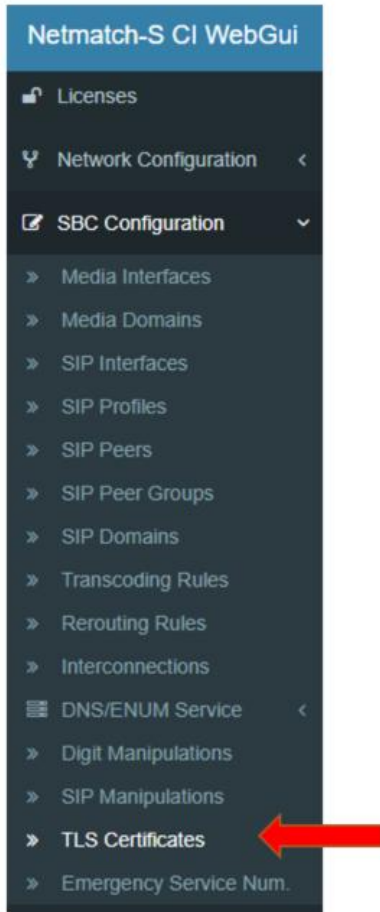 Netmatch-S CI WebGui
Licenses
Network Configuration
SBC Configuration
Media Interfaces
Media Domains
SIP Interfaces
SIP Profiles
SIP Peers
SIP Peer Groups
SIP Domains
Transcoding Rules
Rerouting Rules
Interconnections
DNS/ENUM Service
Digit Manipulations
SIP Manipulations
TLS Certificates
Emergency Service Num.